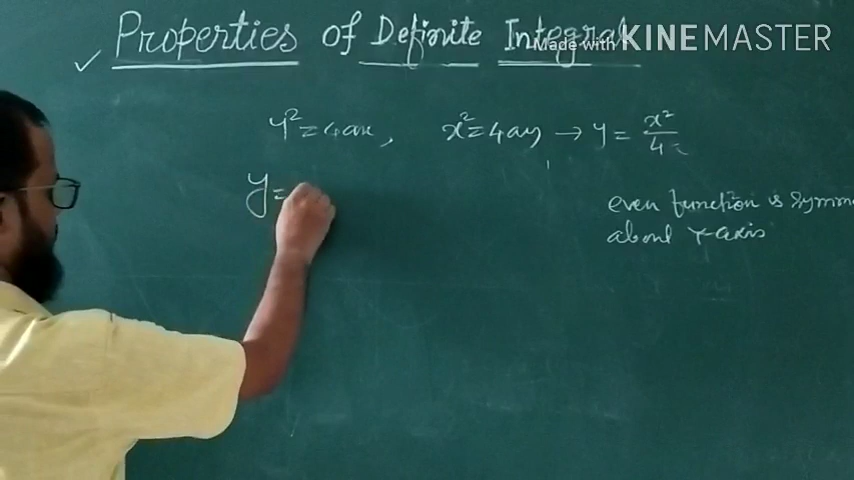 ✓ Properties of Definite Integral
Made with KINEMASTER
y² = 4ax, x² = 4ay → y = x²/4a
y =
even function is symm
about Y-axis